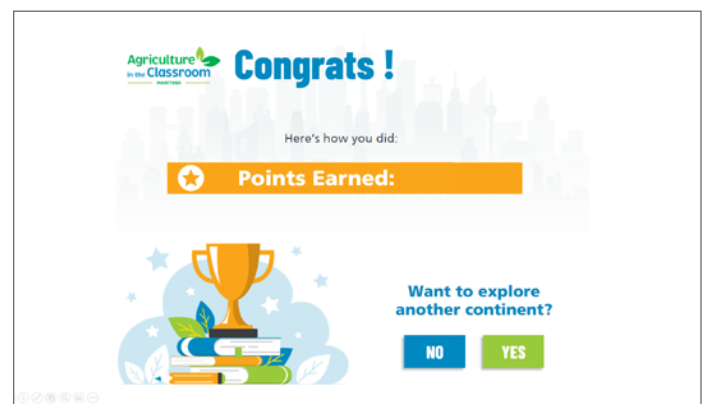 Agriculture
in the Classroom
MANITOBA
Congrats !
Here's how you did:
Points Earned:
Want to explore
another continent?
NO YES